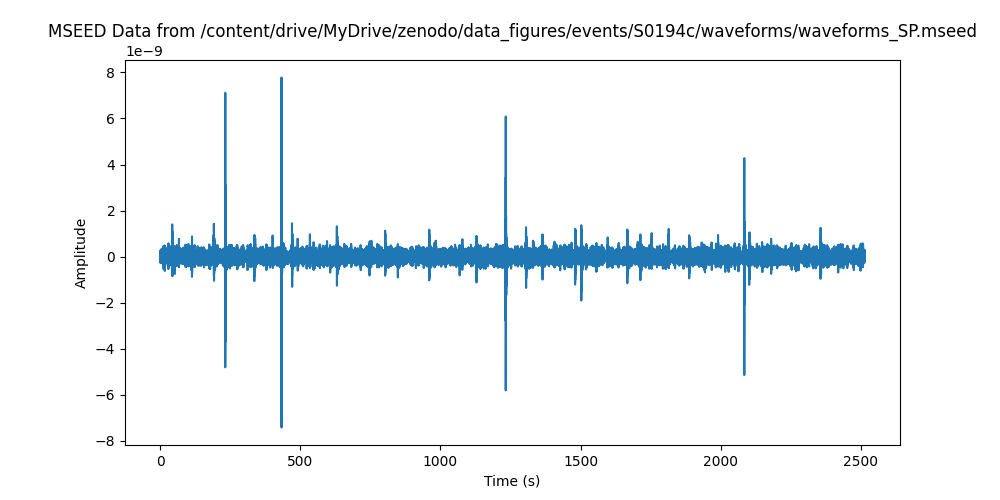 MSEED Data from /content/drive/MyDrive/zenodo/data_figures/events/S0194c/waveforms/waveforms_SP.mseed
1e−9
8
6
4
2
0
−2
−4
−6
−8
Amplitude
0 500 1000 1500 2000 2500
Time (s)